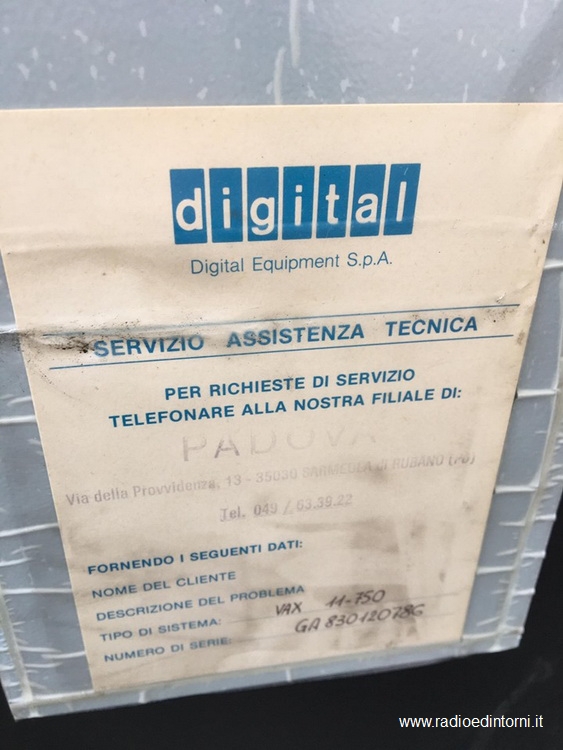 digital
Digital Equipment S.p.A.
SERVIZIO ASSISTENZA TECNICA
PER RICHIESTE DI SERVIZIO
TELEFONARE ALLA NOSTRA FILIALE DI:
PADOVA
Via della Provvidenza, 13 - 35030 SARMEOLA di RUBANO (PD)
Tel. 049 / 63.39.22
FORNENDO I SEGUENTI DATI:
NOME DEL CLIENTE
DESCRIZIONE DEL PROBLEMA
TIPO DI SISTEMA: VAX 11-750
NUMERO DI SERIE: GA83012078G
www.radioedintorni.it